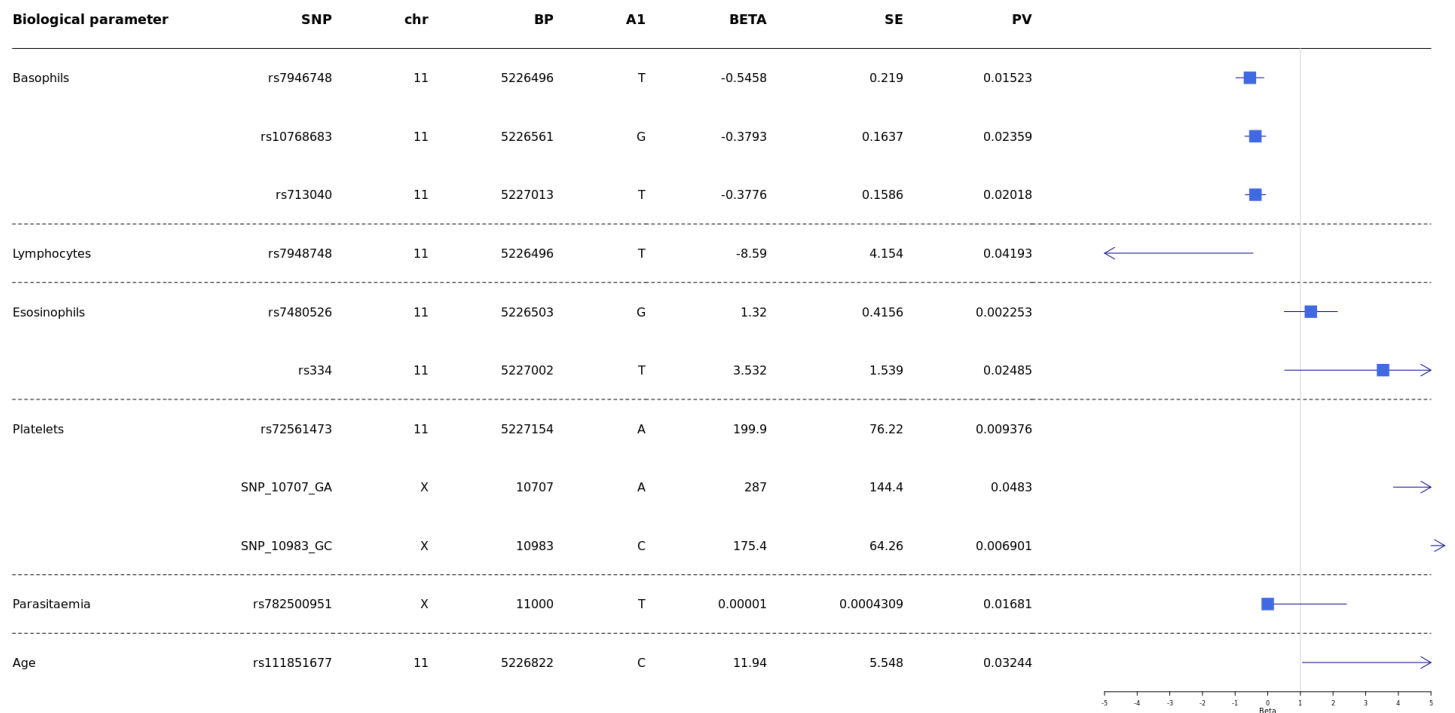 Biological parameter SNP chr BP A1 BETA SE PV
Basophils rs7946748 11 5226496 T -0.5458 0.219 0.01523
rs10768683 11 5226561 G -0.3793 0.1637 0.02359
rs713040 11 5227013 T -0.3776 0.1586 0.02018
Lymphocytes rs7948748 11 5226496 T -8.59 4.154 0.04193
Esosinophils rs7480526 11 5226503 G 1.32 0.4156 0.002253
rs334 11 5227002 T 3.532 1.539 0.02485
Platelets rs72561473 11 5227154 A 199.9 76.22 0.009376
SNP_10707_GA X 10707 A 287 144.4 0.0483
SNP_10983_GC X 10983 C 175.4 64.26 0.006901
Parasitaemia rs782500951 X 11000 T 0.00001 0.0004309 0.01681
Age rs111851677 11 5226822 C 11.94 5.548 0.03244
-5 -4 -3 -2 -1 0 1 2 3 4 5
Beta